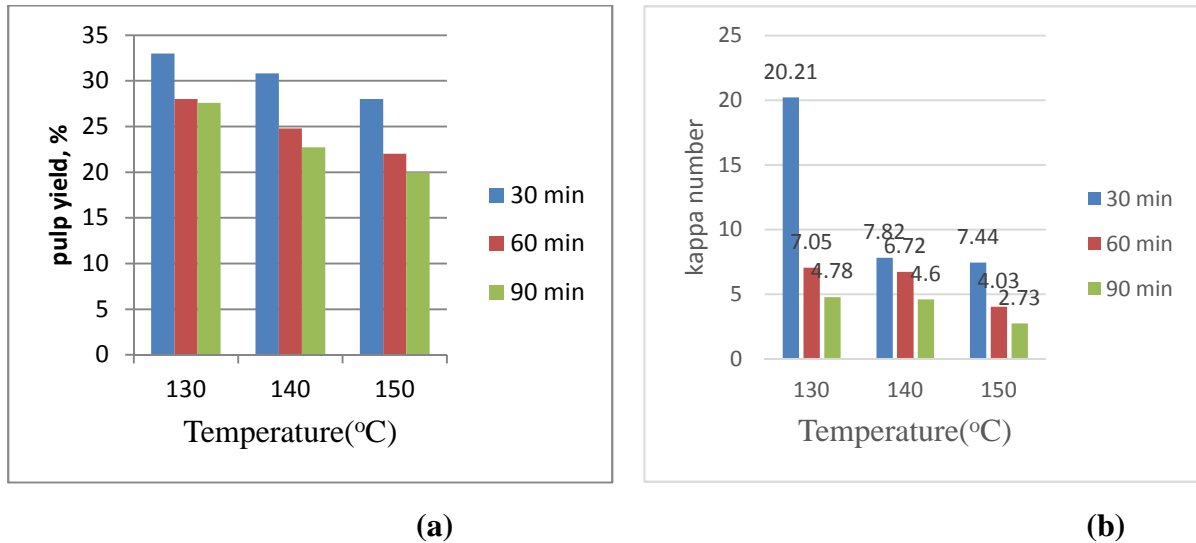 35
30
25
20
15
10
5
0
pulp yield, %
130 140 150
Temperature(°C)
30 min
60 min
90 min
(a)
25
20
15
10
5
0
kappa number
20.21
7.05
4.78
7.82
6.72
4.6
7.44
4.03
2.73
130 140 150
Temperature(°C)
30 min
60 min
90 min
(b)